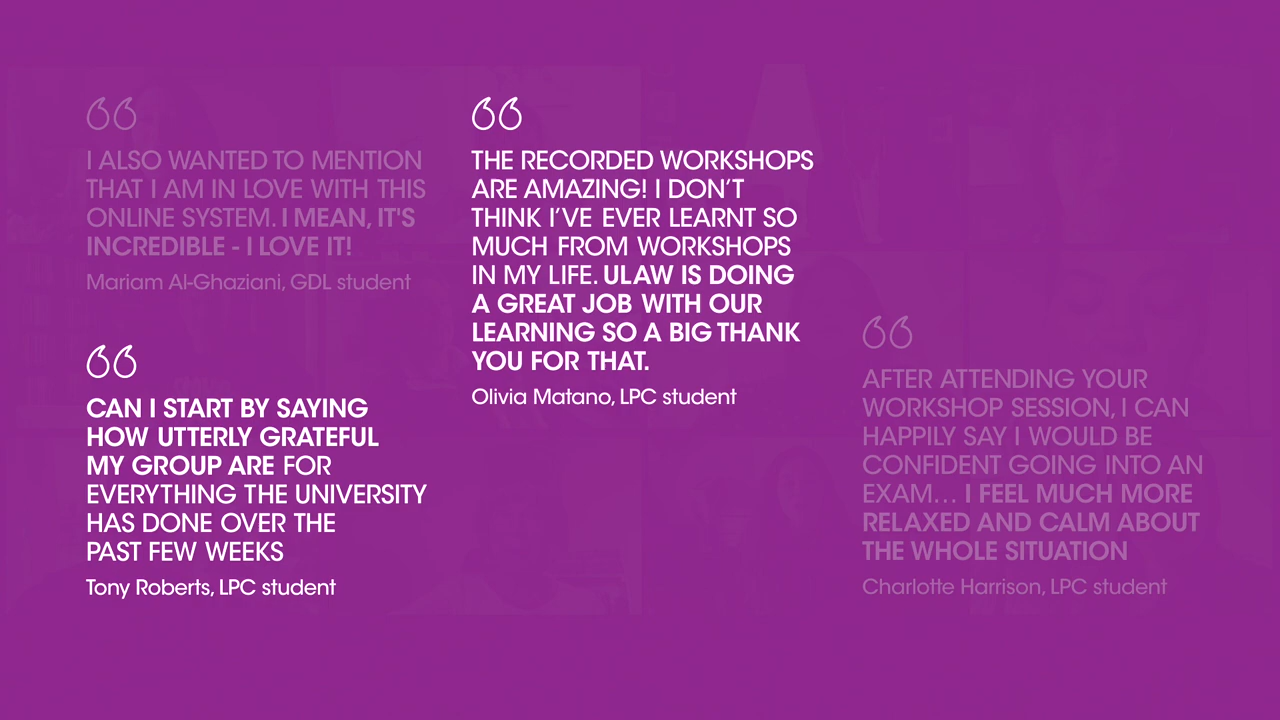 I ALSO WANTED TO MENTION
THAT I AM IN LOVE WITH THIS
ONLINE SYSTEM. I MEAN, IT'S
INCREDIBLE - I LOVE IT!
Mariam Al-Ghaziani, GDL student
CAN I START BY SAYING
HOW UTTERLY GRATEFUL
MY GROUP ARE FOR
EVERYTHING THE UNIVERSITY
HAS DONE OVER THE
PAST FEW WEEKS
Tony Roberts, LPC student
THE RECORDED WORKSHOPS
ARE AMAZING! I DON’T
THINK I’VE EVER LEARNT SO
MUCH FROM WORKSHOPS
IN MY LIFE. ULAW IS DOING
A GREAT JOB WITH OUR
LEARNING SO A BIG THANK
YOU FOR THAT.
Olivia Matano, LPC student
AFTER ATTENDING YOUR
WORKSHOP SESSION, I CAN
HAPPILY SAY I WOULD BE
CONFIDENT GOING INTO AN
EXAM... I FEEL MUCH MORE
RELAXED AND CALM ABOUT
THE WHOLE SITUATION
Charlotte Harrison, LPC student